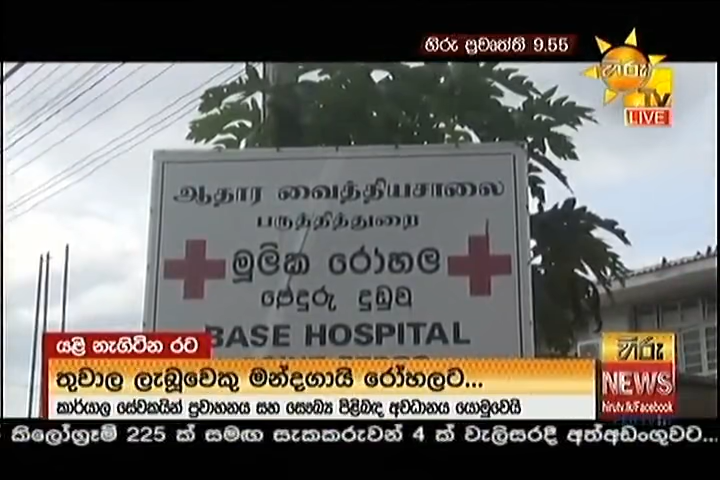 හිරු ප්‍රවෘත්ති 9.55
හිරු
TV
LIVE
ஆதார வைத்தியசாலை
பருத்தித்துறை
මූලික රෝහල
පේදුරු දුඩුව
BASE HOSPITAL
යළි නැගිටින රට
තුවාල ලැබූවෙකු මන්දගායි රෝහලට...
කාර්යාල සේවකයින් ප්‍රවාහනය සහ සෞඛ්‍ය පිළිබඳ අවධානය යොමුවෙයි
හිරු
NEWS
hirutv.lk/Facebook
කිලෝග්‍රෑම් 225 ක් සමඟ සැකකරුවන් 4 ක් වැලිසරදී අත්අඩංගුවට...